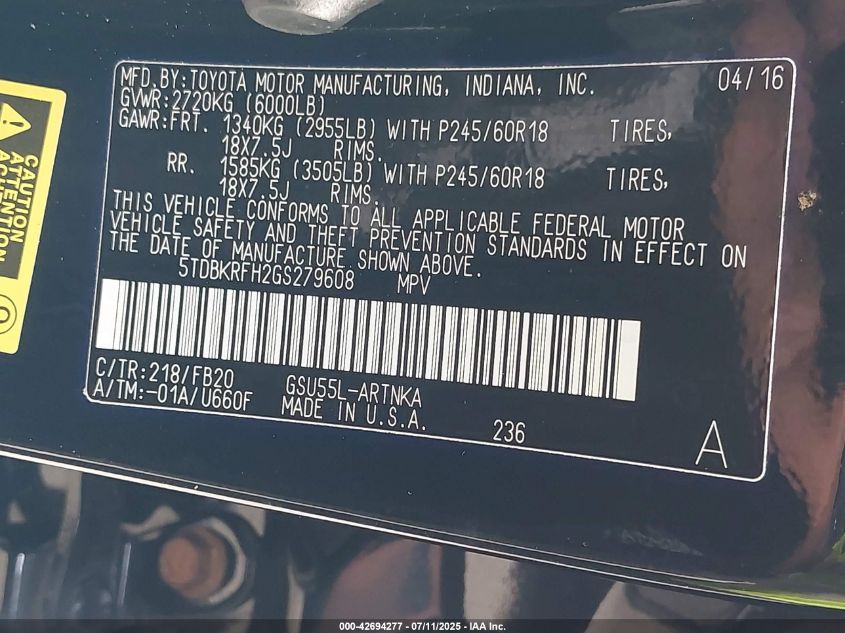 MFD.BY:TOYOTA MOTOR MANUFACTURING, INDIANA, INC. 04/16
GVWR:2720KG (6000LB)
GAWR:FRT. 1340KG (2955LB) WITH P245/60R18 TIRES,
18X7.5J RIMS.
RR. 1585KG (3505LB) WITH P245/60R18 TIRES,
18X7.5J RIMS.
THIS VEHICLE CONFORMS TO ALL APPLICABLE FEDERAL MOTOR
VEHICLE SAFETY AND THEFT PREVENTION STANDARDS IN EFFECT ON
THE DATE OF MANUFACTURE SHOWN ABOVE.
5TDBKRFH2GS279608 MPV
C/TR:218/FB20 GSU55L-ARTNKA
A/TM:-01A/U660F MADE IN U.S.A.
236
A
CAUTION
ATTENTION
000-42694277 - 07/11/2025 - IAA Inc.